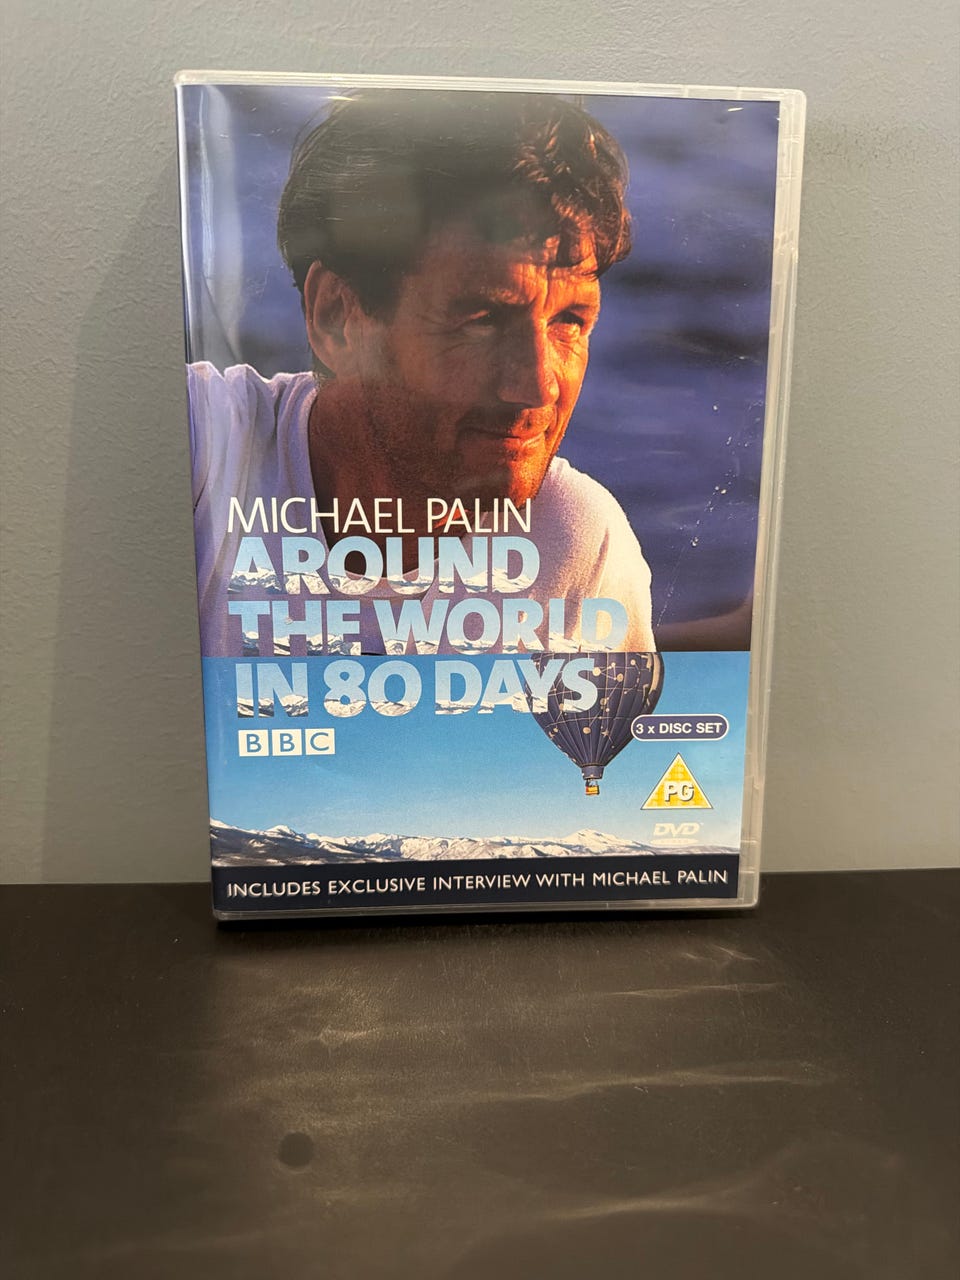 MICHAEL PALIN
AROUND
THE WORLD
IN 80 DAYS
BBC
3 x DISC SET
PG
DVD
INCLUDES EXCLUSIVE INTERVIEW WITH MICHAEL PALIN